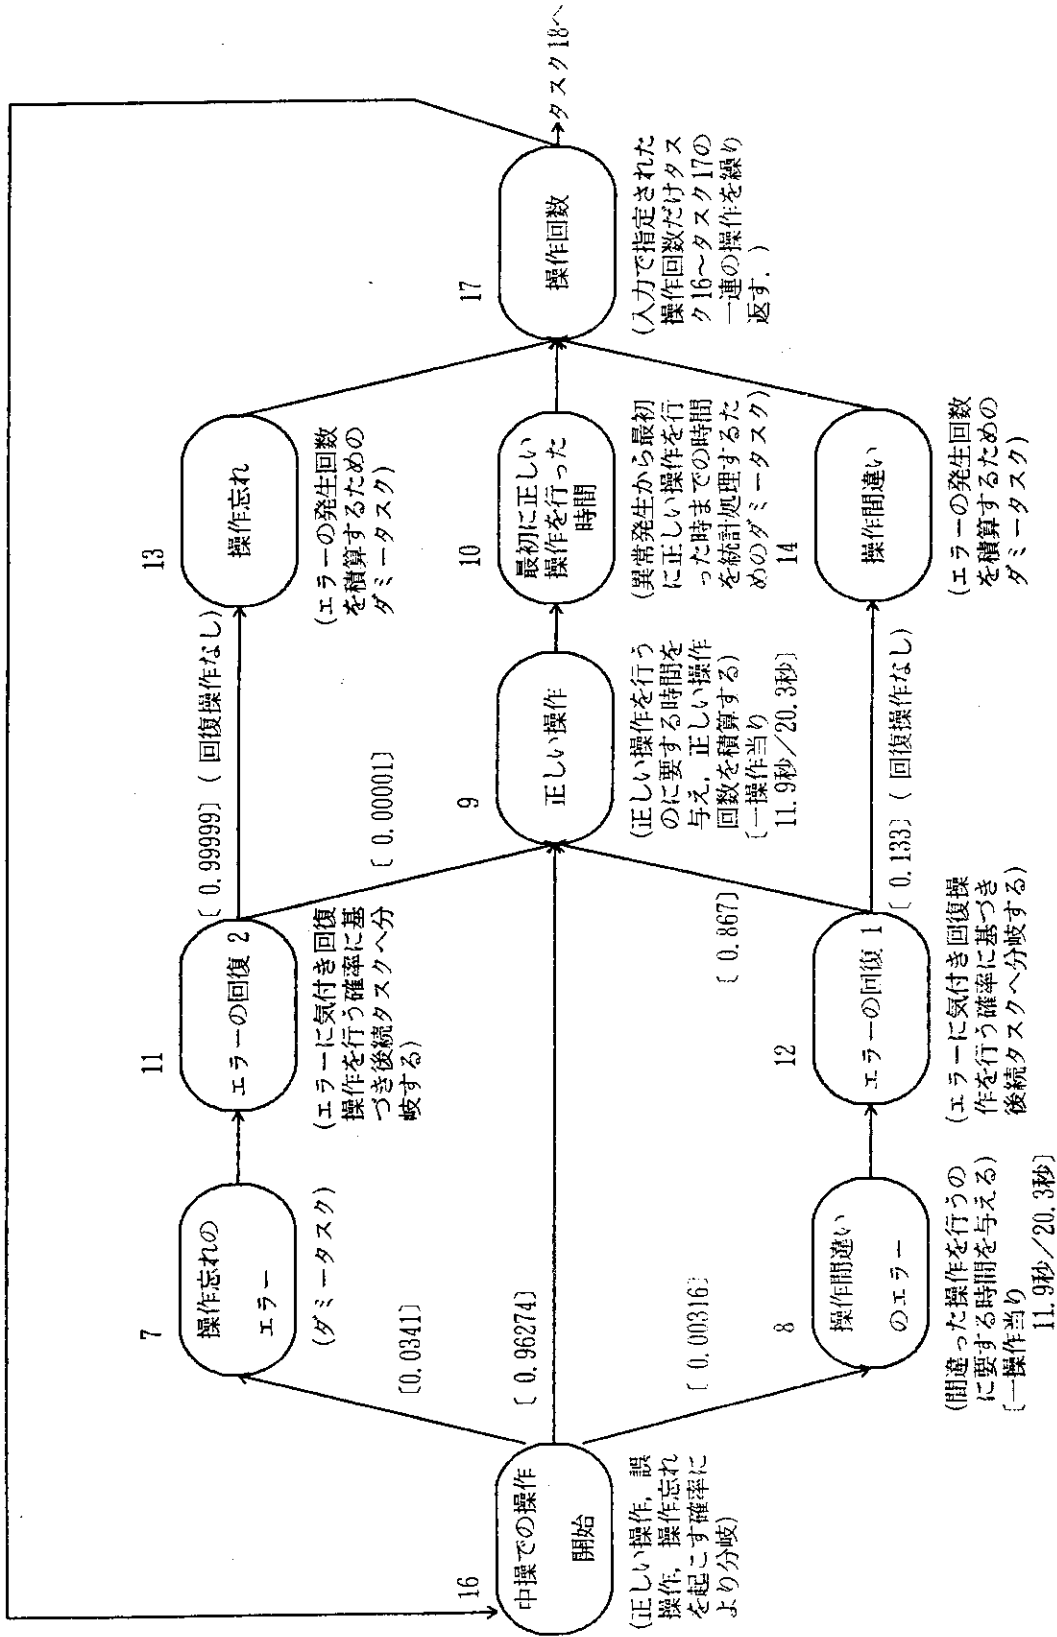 16
中操での操作
開始
(正しい操作, 誤
操作, 操作忘れ
を起こす確率に
より分岐)
7
操作忘れの
エラー
(ダミータスク)
〔0.0341〕
〔0.96274〕
〔0.00316〕
8
操作間違い
のエラー
(間違った操作を行うの
に要する時間を与える)
〔一操作当り
11.9秒／20.3秒〕
11
エラーの回復 2
(エラーに気付き回復
操作を行う確率に基
づき後続タスクへ分
岐する)
〔0.99999〕(回復操作なし)
〔0.00001〕
12
エラーの回復 1
(エラーに気付き回復操
作を行う確率に基づき
後続タスクへ分岐する)
〔0.867〕
〔0.133〕(回復操作なし)
9
正しい操作
(正しい操作を行う
のに要する時間を
与え, 正しい操作
回数を積算する)
〔一操作当り
11.9秒／20.3秒〕
13
操作忘れ
(エラーの発生回数
を積算するための
ダミータスク)
10
最初に正しい
操作を行った
時間
(異常発生から最初
に正しい操作を行
った時までの時間
を統計処理するた
めのダミータスク)
14
操作間違い
(エラーの発生回数
を積算するための
ダミータスク)
17
操作回数
(入力で指定された
操作回数だけタス
ク16～タスク17の
一連の操作を繰り
返す.)
タスク18へ